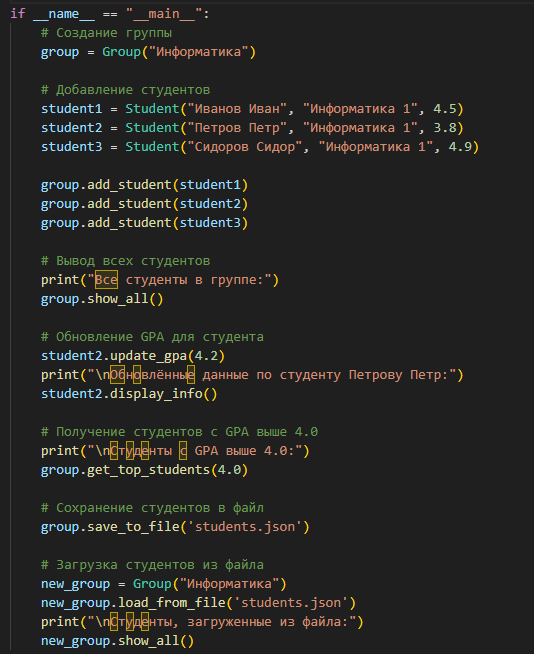 if __name__ == "__main__":
    # Создание группы
    group = Group("Информатика")

    # Добавление студентов
    student1 = Student("Иванов Иван", "Информатика 1", 4.5)
    student2 = Student("Петров Петр", "Информатика 1", 3.8)
    student3 = Student("Сидоров Сидор", "Информатика 1", 4.9)

    group.add_student(student1)
    group.add_student(student2)
    group.add_student(student3)

    # Вывод всех студентов
    print("Все студенты в группе:")
    group.show_all()

    # Обновление GPA для студента
    student2.update_gpa(4.2)
    print("\nОбновлённые данные по студенту Петрову Петр:")
    student2.display_info()

    # Получение студентов с GPA выше 4.0
    print("\nСтуденты с GPA выше 4.0:")
    group.get_top_students(4.0)

    # Сохранение студентов в файл
    group.save_to_file('students.json')

    # Загрузка студентов из файла
    new_group = Group("Информатика")
    new_group.load_from_file('students.json')
    print("\nСтуденты, загруженные из файла:")
    new_group.show_all()